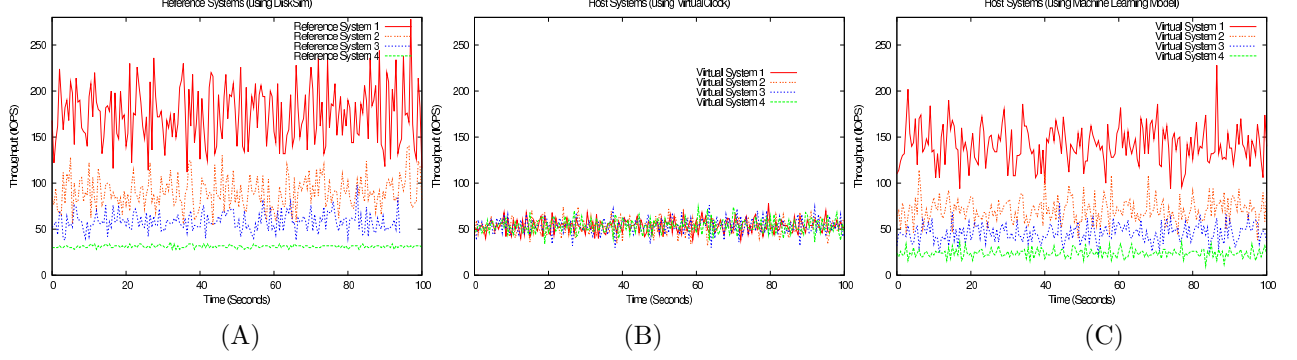 Reference Systems (using DiskSim)
Reference System 1
Reference System 2
Reference System 3
Reference System 4
Throughput (IOPS)
250
200
150
100
50
0
0 20 40 60 80 100
Time (Seconds)
(A)
Host Systems (using VirtualClock)
Virtual System 1
Virtual System 2
Virtual System 3
Virtual System 4
Throughput (IOPS)
250
200
150
100
50
0
0 20 40 60 80 100
Time (Seconds)
(B)
Host Systems (using Machine Learning Model)
Virtual System 1
Virtual System 2
Virtual System 3
Virtual System 4
Throughput (IOPS)
250
200
150
100
50
0
0 20 40 60 80 100
Time (Seconds)
(C)